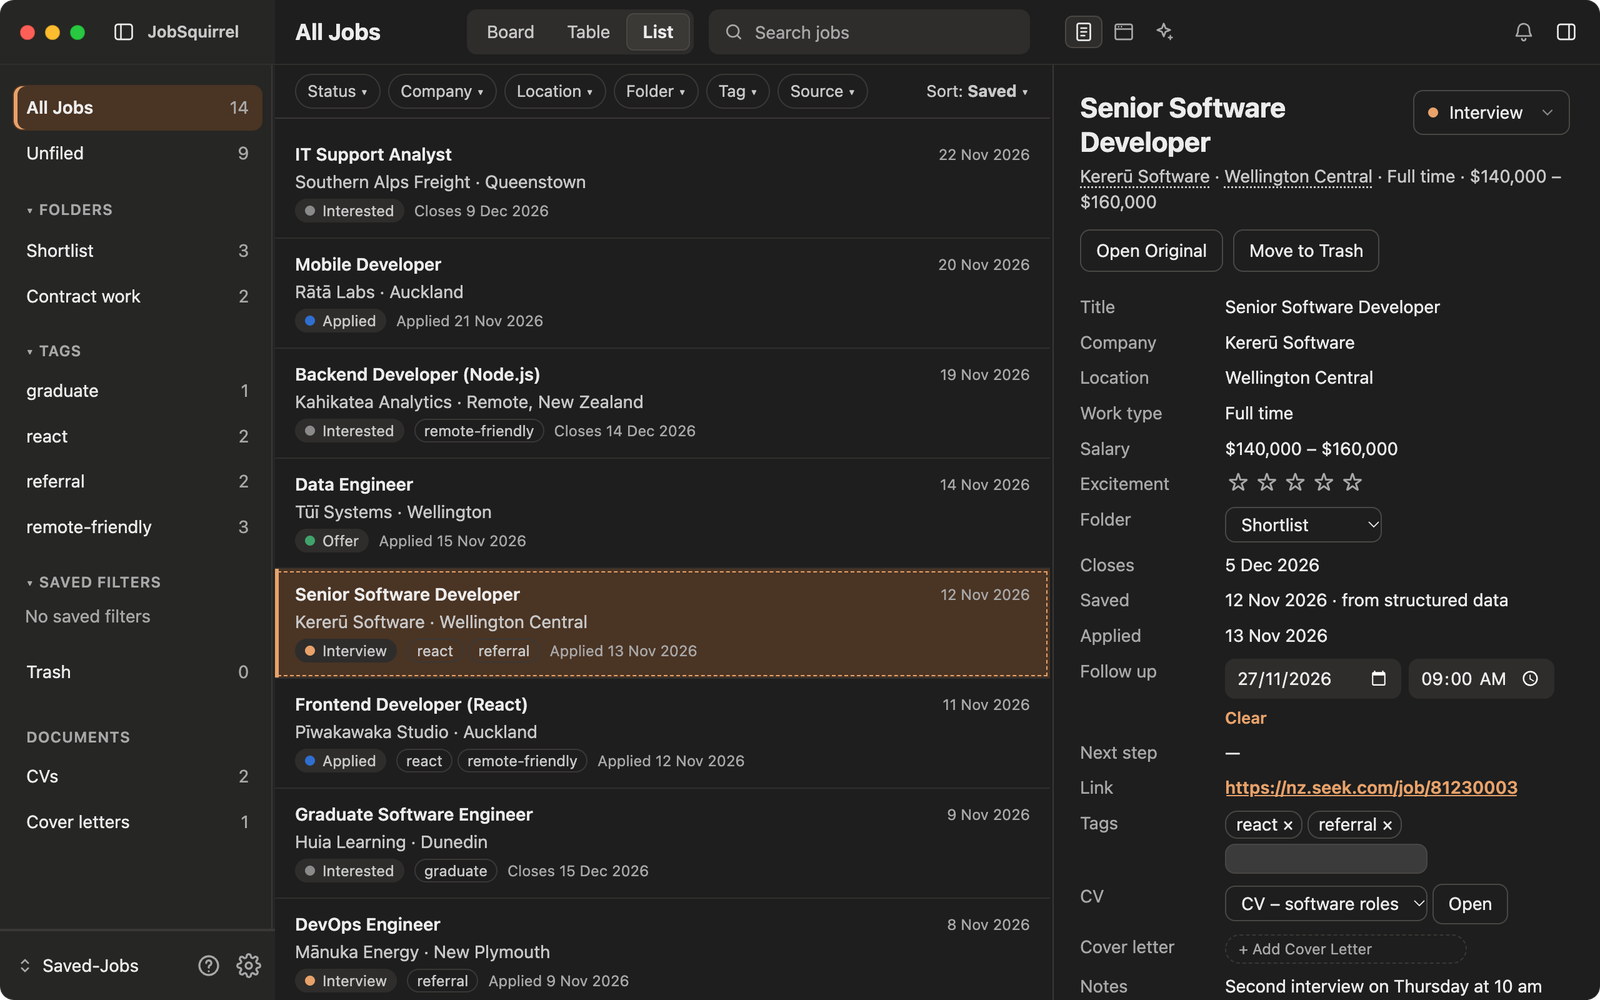 JobSquirrel
All Jobs
Board
Table
List
Search jobs
All Jobs 14
Unfiled 9
FOLDERS
Shortlist 3
Contract work 2
TAGS
graduate 1
react 2
referral 2
remote-friendly 3
SAVED FILTERS
No saved filters
Trash 0
DOCUMENTS
CVs 2
Cover letters 1
Saved-Jobs
Status
Company
Location
Folder
Tag
Source
Sort: Saved
IT Support Analyst 22 Nov 2026
Southern Alps Freight · Queenstown
Interested Closes 9 Dec 2026
Mobile Developer 20 Nov 2026
Rātā Labs · Auckland
Applied Applied 21 Nov 2026
Backend Developer (Node.js) 19 Nov 2026
Kahikatea Analytics · Remote, New Zealand
Interested remote-friendly Closes 14 Dec 2026
Data Engineer 14 Nov 2026
Tūī Systems · Wellington
Offer Applied 15 Nov 2026
Senior Software Developer 12 Nov 2026
Kererū Software · Wellington Central
Interview react referral Applied 13 Nov 2026
Frontend Developer (React) 11 Nov 2026
Pīwakawaka Studio · Auckland
Applied react remote-friendly Applied 12 Nov 2026
Graduate Software Engineer 9 Nov 2026
Huia Learning · Dunedin
Interested graduate Closes 15 Dec 2026
DevOps Engineer 8 Nov 2026
Mānuka Energy · New Plymouth
Interview referral Applied 9 Nov 2026
Senior Software
Developer
Interview
Kererū Software · Wellington Central · Full time · $140,000 –
$160,000
Open Original
Move to Trash
Title Senior Software Developer
Company Kererū Software
Location Wellington Central
Work type Full time
Salary $140,000 – $160,000
Excitement
Folder Shortlist
Closes 5 Dec 2026
Saved 12 Nov 2026 · from structured data
Applied 13 Nov 2026
Follow up 27/11/2026 09:00 AM
Clear
Next step —
Link https://nz.seek.com/job/81230003
Tags react × referral ×
CV CV – software roles Open
Cover letter + Add Cover Letter
Notes Second interview on Thursday at 10 am